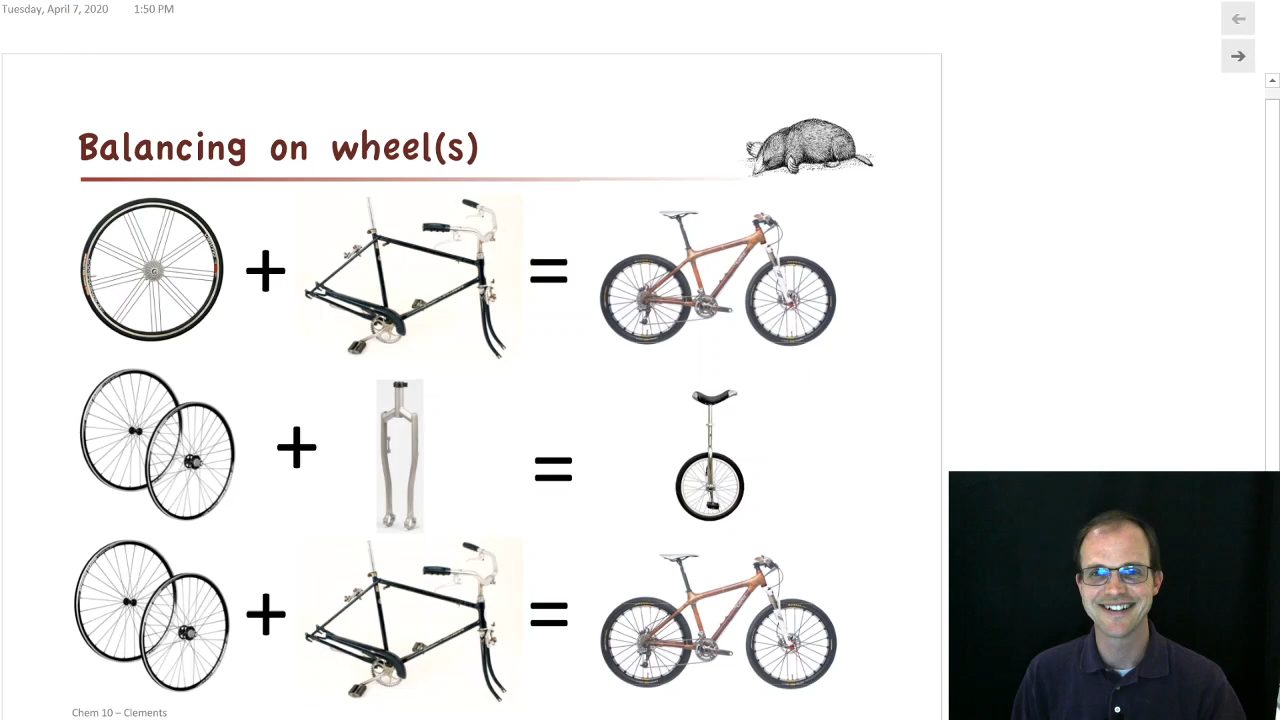 Tuesday, April 7, 2020 1:50 PM
Balancing on wheel(s)
+ =
+ =
+ =
Chem 10 – Clements